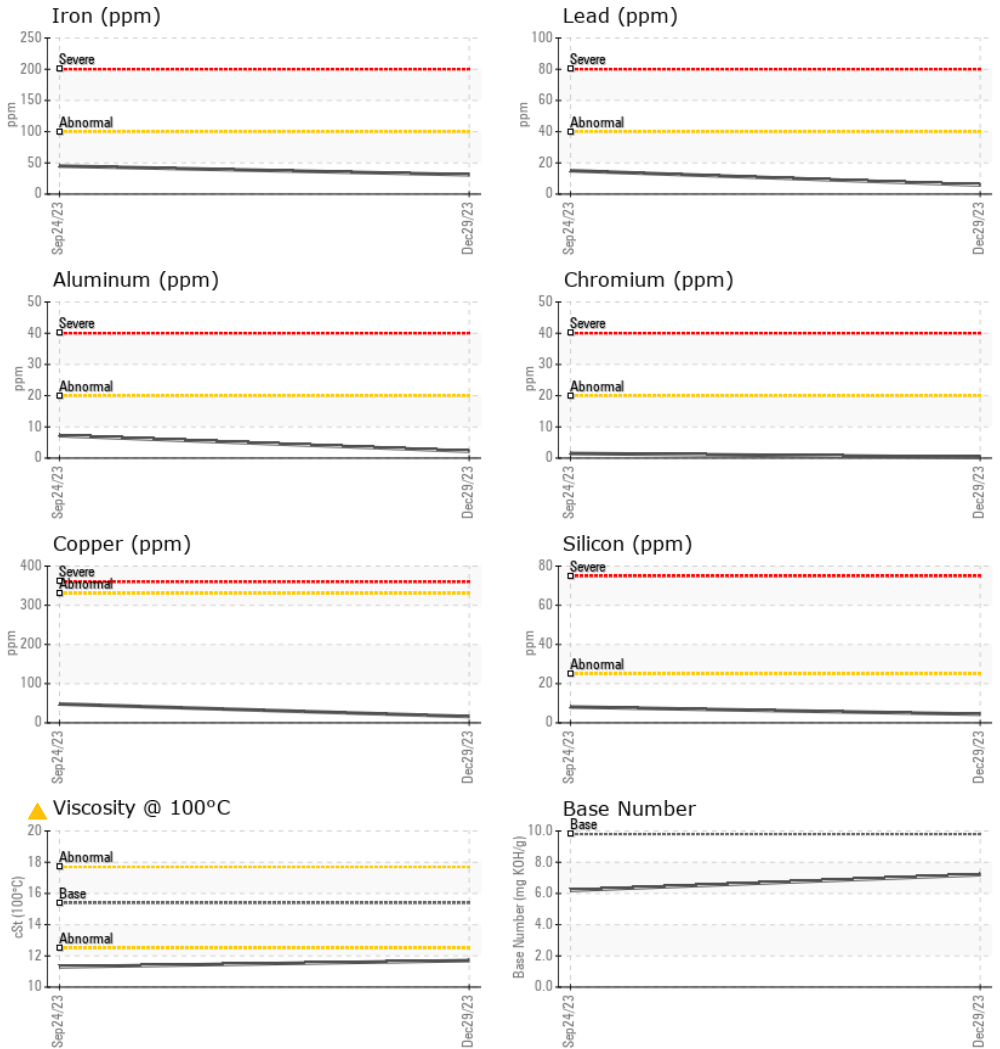 Iron (ppm)
250
200
150
100
50
0
ppm
Severe
Abnormal
Sep24/23
Dec29/23
Lead (ppm)
100
80
60
40
20
0
ppm
Severe
Abnormal
Sep24/23
Dec29/23
Aluminum (ppm)
50
40
30
20
10
0
ppm
Severe
Abnormal
Sep24/23
Dec29/23
Chromium (ppm)
50
40
30
20
10
0
ppm
Severe
Abnormal
Sep24/23
Dec29/23
Copper (ppm)
400
300
200
100
0
ppm
Severe
Abnormal
Sep24/23
Dec29/23
Silicon (ppm)
80
60
40
20
0
ppm
Severe
Abnormal
Sep24/23
Dec29/23
Viscosity @ 100°C
20
18
16
14
12
10
cSt (100°C)
Abnormal
Base
Abnormal
Sep24/23
Dec29/23
Base Number
10.0
8.0
6.0
4.0
2.0
0.0
Base Number (mg KOH/g)
Base
Sep24/23
Dec29/23